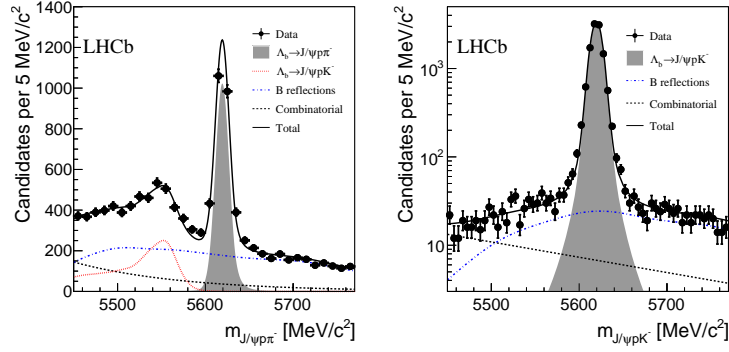 Candidates per 5 MeV/c²
1400
1200
1000
800
600
400
200
0
LHCb
Data
Λb→J/ψpπ⁻
Λb→J/ψpK⁻
B reflections
Combinatorial
Total
5500 5600 5700
m J/ψpπ⁻ [MeV/c²]
Candidates per 5 MeV/c²
10³
10²
10
LHCb
Data
Λb→J/ψpK⁻
B reflections
Combinatorial
Total
5500 5600 5700
m J/ψpK⁻ [MeV/c²]